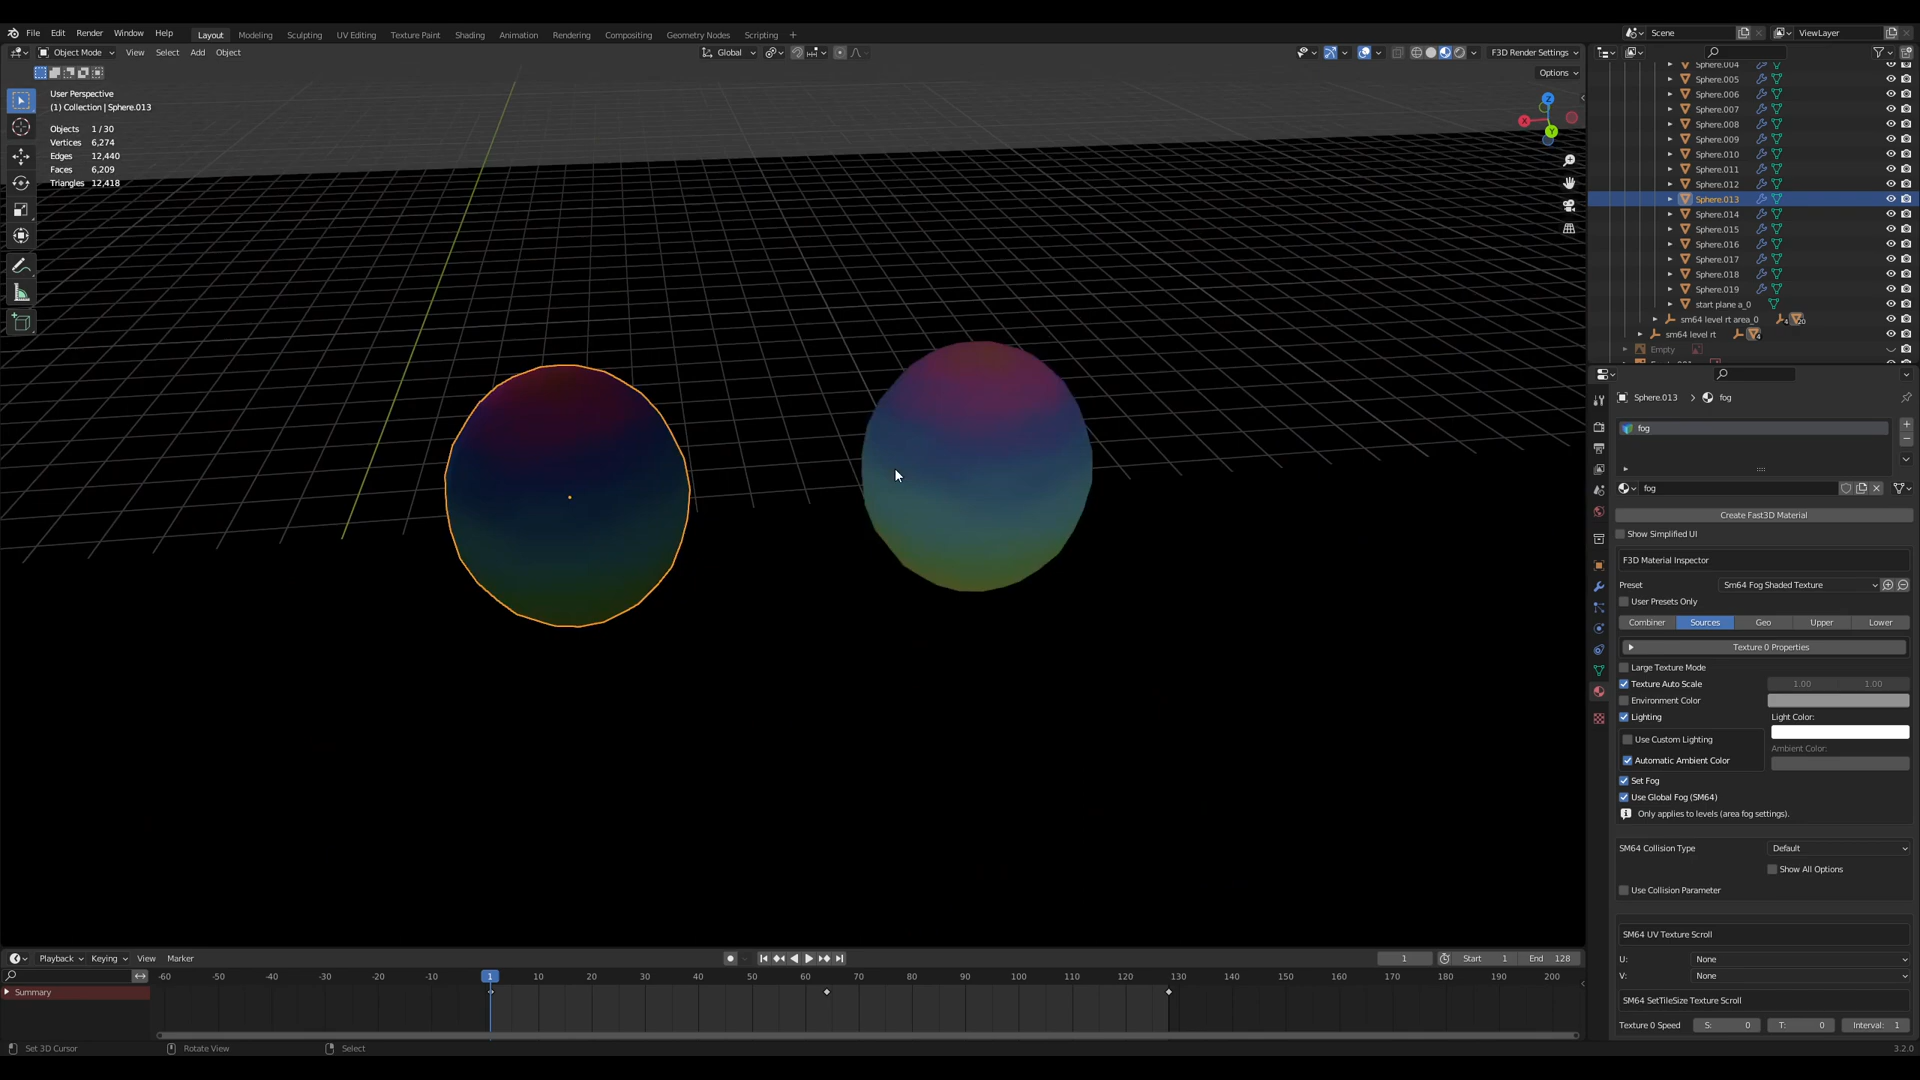 File Edit Render Window Help Layout Modeling Sculpting UV Editing Texture Paint Shading Animation Rendering Compositing Geometry Nodes Scripting + Scene ViewLayer
Object Mode View Select Add Object Global F3D Render Settings
Options
User Perspective
(1) Collection | Sphere.013
Objects 1 / 30
Vertices 6,274
Edges 12,440
Faces 6,209
Triangles 12,418
Z
X
Y
Sphere.004
Sphere.005
Sphere.006
Sphere.007
Sphere.008
Sphere.009
Sphere.010
Sphere.011
Sphere.012
Sphere.013
Sphere.014
Sphere.015
Sphere.016
Sphere.017
Sphere.018
Sphere.019
start plane a_0
sm64 level rt area_0 4 20
sm64 level rt 4
Empty
Sphere.013 > fog
fog
fog
Create Fast3D Material
Show Simplified UI
F3D Material Inspector
Preset Sm64 Fog Shaded Texture
User Presets Only
Combiner Sources Geo Upper Lower
Texture 0 Properties
Large Texture Mode
Texture Auto Scale 1.00 1.00
Environment Color
Lighting Light Color:
Use Custom Lighting
Ambient Color:
Automatic Ambient Color
Set Fog
Use Global Fog (SM64)
Only applies to levels (area fog settings).
SM64 Collision Type Default
Show All Options
Use Collision Parameter
SM64 UV Texture Scroll
U: None
V: None
SM64 SetTileSize Texture Scroll
Texture 0 Speed S: 0 T: 0 Interval: 1
Playback Keying View Marker 1 Start 1 End 128
-60 -50 -40 -30 -20 -10 1 10 20 30 40 50 60 70 80 90 100 110 120 130 140 150 160 170 180 190 200
Summary
Set 3D Cursor Rotate View Select 3.2.0